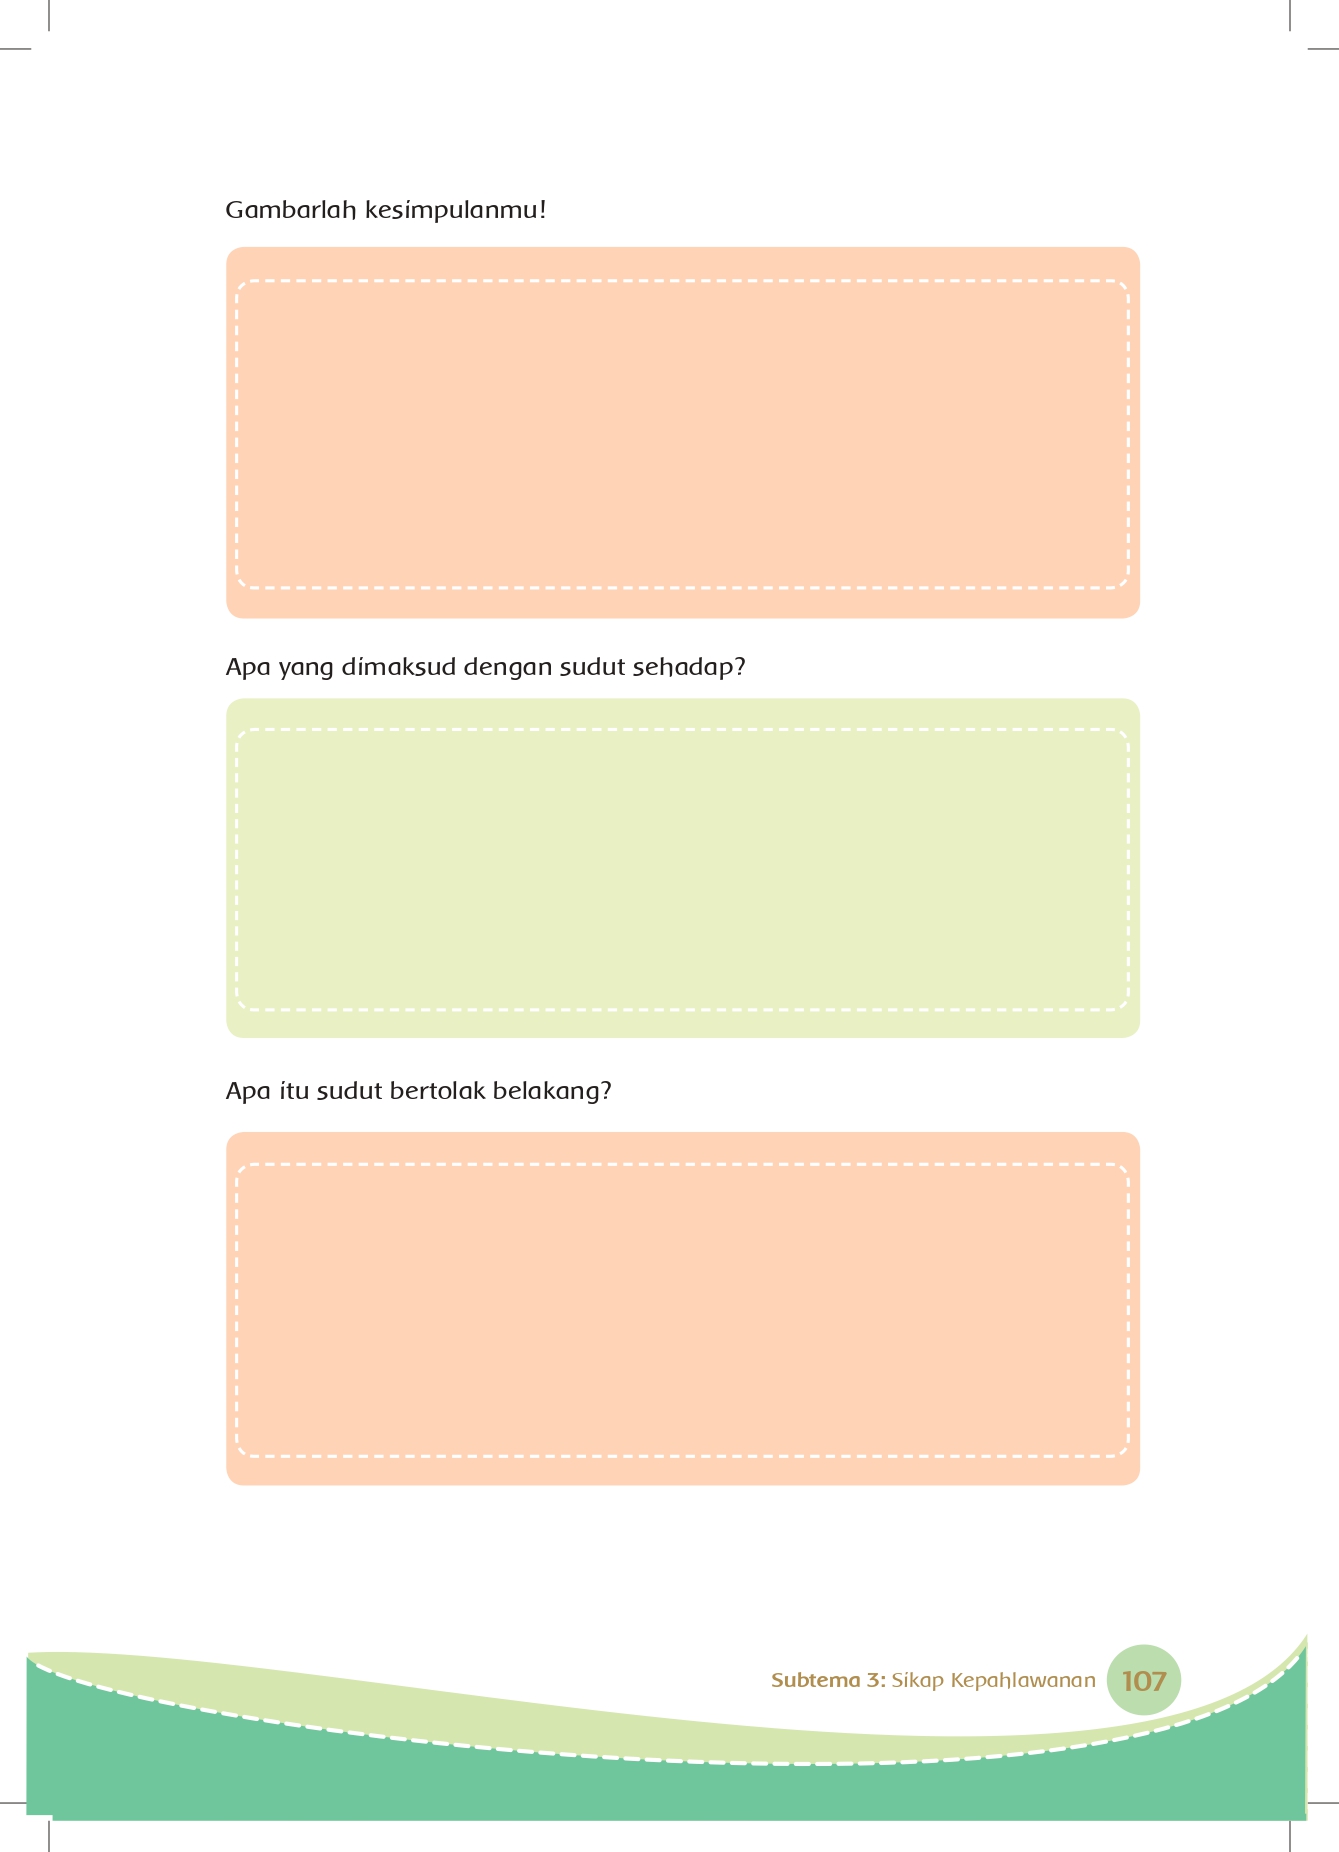 Gambarlah kesimpulanmu!
Apa yang dimaksud dengan sudut sehadap?
Apa itu sudut bertolak belakang?
Subtema 3: Sikap Kepahlawanan 107